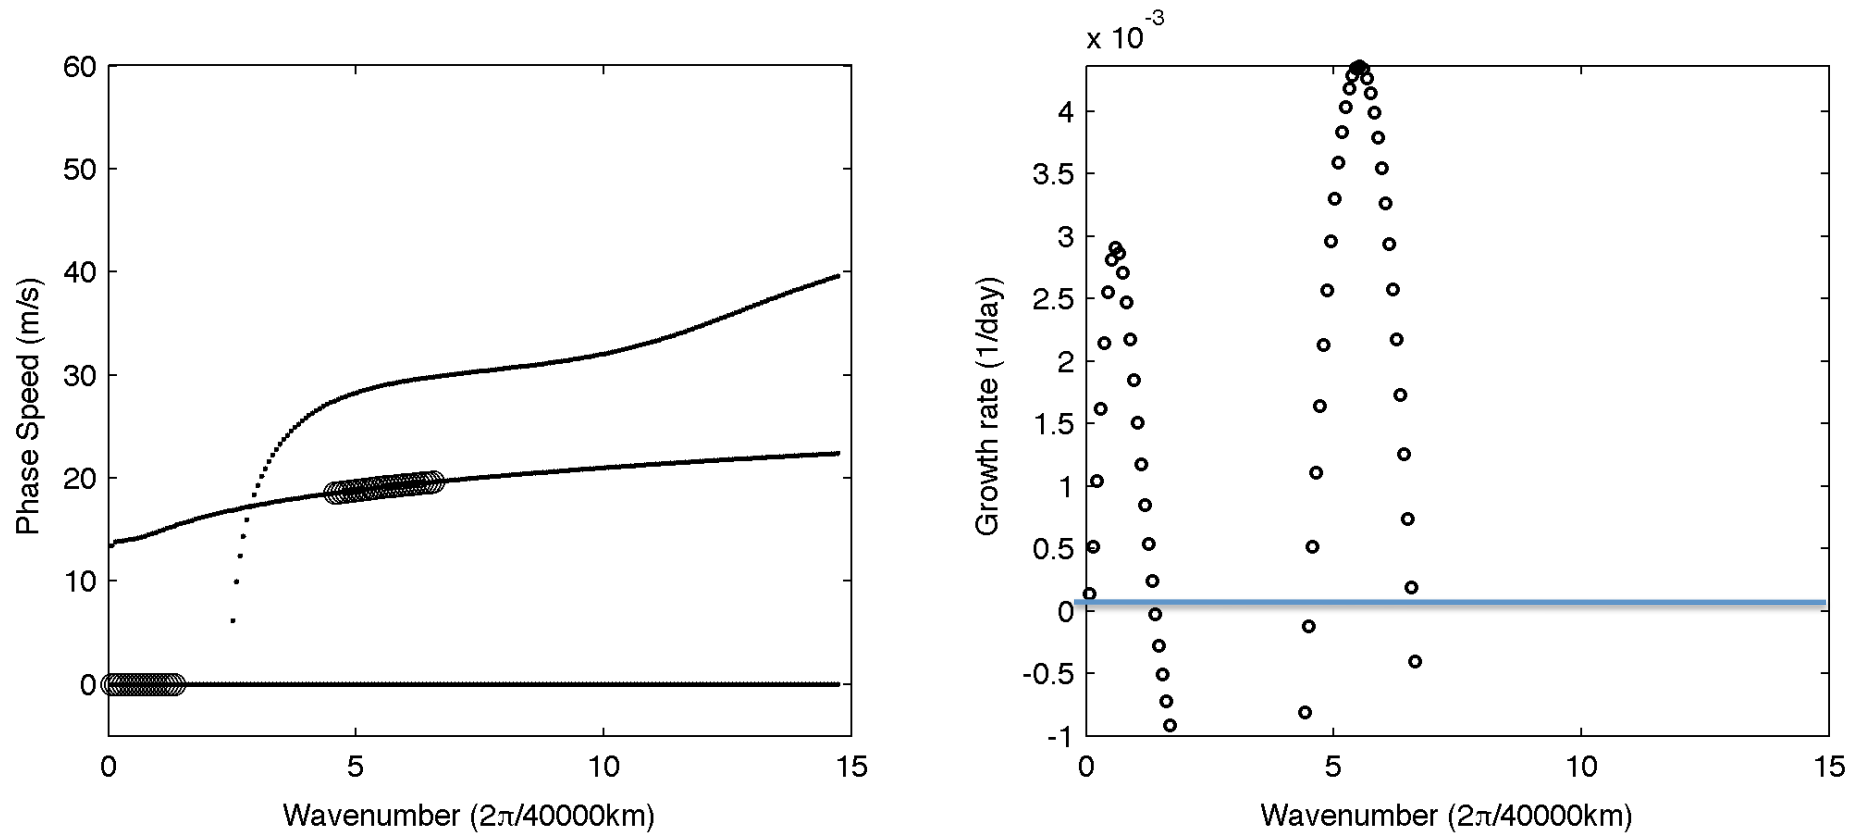 60
50
40
30
20
10
0
Phase Speed (m/s)
0 5 10 15
Wavenumber (2π/40000km)
x 10⁻³
4
3.5
3
2.5
2
1.5
1
0.5
0
-0.5
-1
Growth rate (1/day)
0 5 10 15
Wavenumber (2π/40000km)